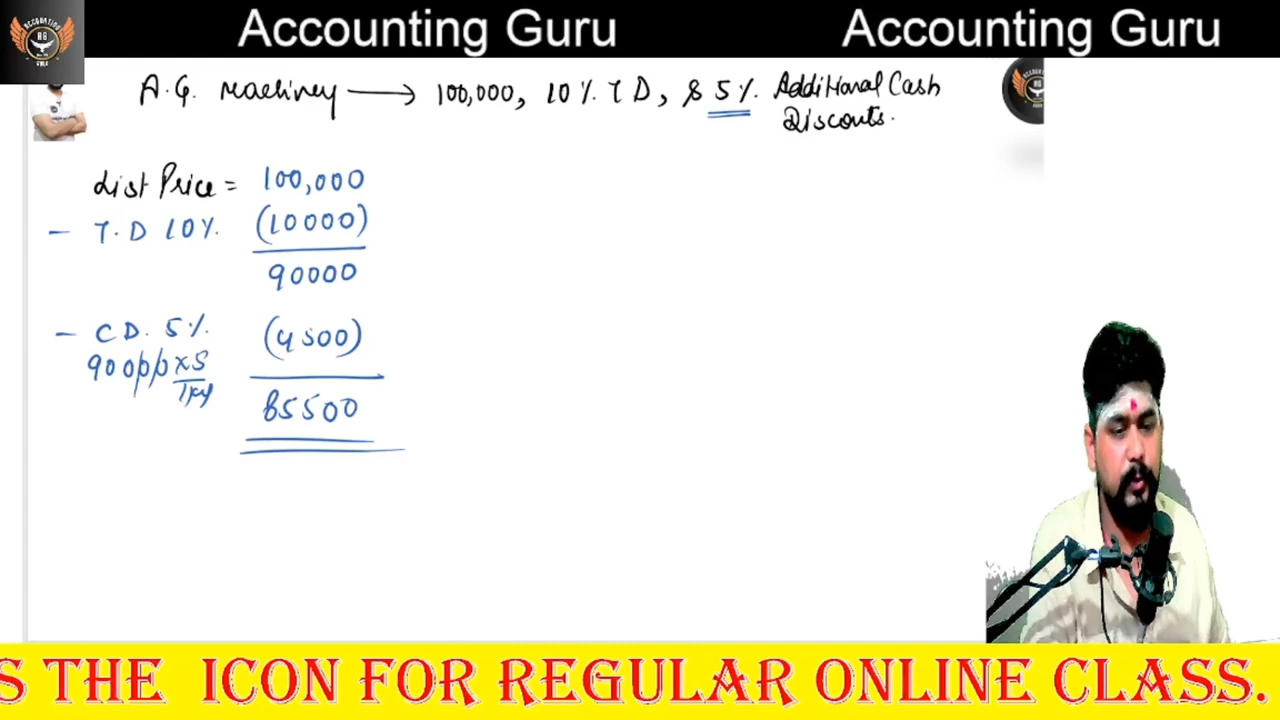 Accounting Guru Accounting Guru
A.G. Machinery → 100,000, 10% T D, & 5% Additional Cash
Discouts.
List Price = 100,000
- T.D 10% (10000)
90000
- C D. 5% (4500)
85500
S THE ICON FOR REGULAR ONLINE CLASS.